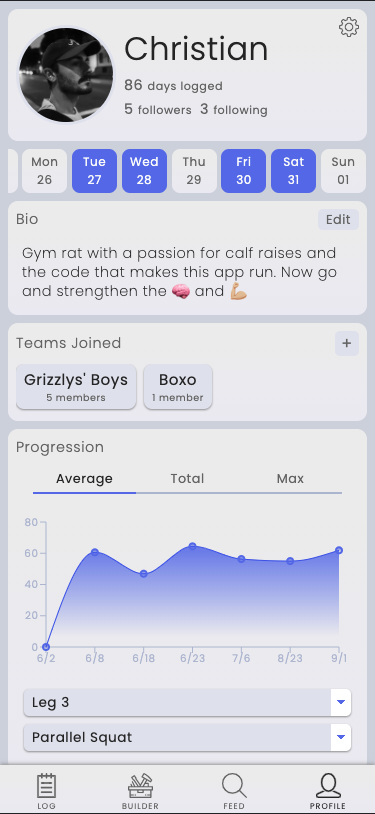 Christian
86 days logged
5 followers 3 following
Mon Tue Wed Thu Fri Sat Sun
26 27 28 29 30 31 01
Bio
Edit
Gym rat with a passion for calf raises and
the code that makes this app run. Now go
and strengthen the 🧠 and 💪🏼
Teams Joined
+
Grizzlys' Boys
5 members
Boxo
1 member
Progression
Average Total Max
80
60
40
20
0
6/2 6/8 6/18 6/23 7/6 8/23 9/1
Leg 3
Parallel Squat
LOG BUILDER FEED PROFILE